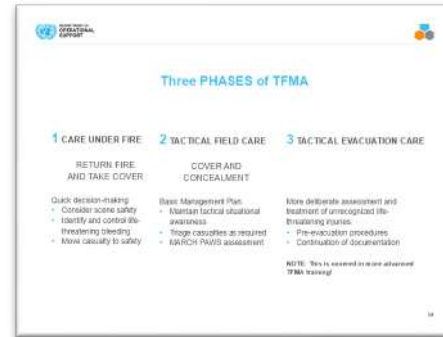 DEPARTMENT OF
OPERATIONAL
SUPPORT
Three PHASES of TFMA
1 CARE UNDER FIRE
RETURN FIRE
AND TAKE COVER
Quick decision-making:
• Consider scene safety
• Identify and control life-
threatening bleeding
• Move casualty to safety
2 TACTICAL FIELD CARE
COVER AND
CONCEALMENT
Basic Management Plan:
• Maintain tactical situational
awareness
• Triage casualties as required
• MARCH PAWS assessment
3 TACTICAL EVACUATION CARE
More deliberate assessment and
treatment of unrecognized life-
threatening injuries:
• Pre-evacuation procedures
• Continuation of documentation
NOTE: This is covered in more advanced
TFMA training!